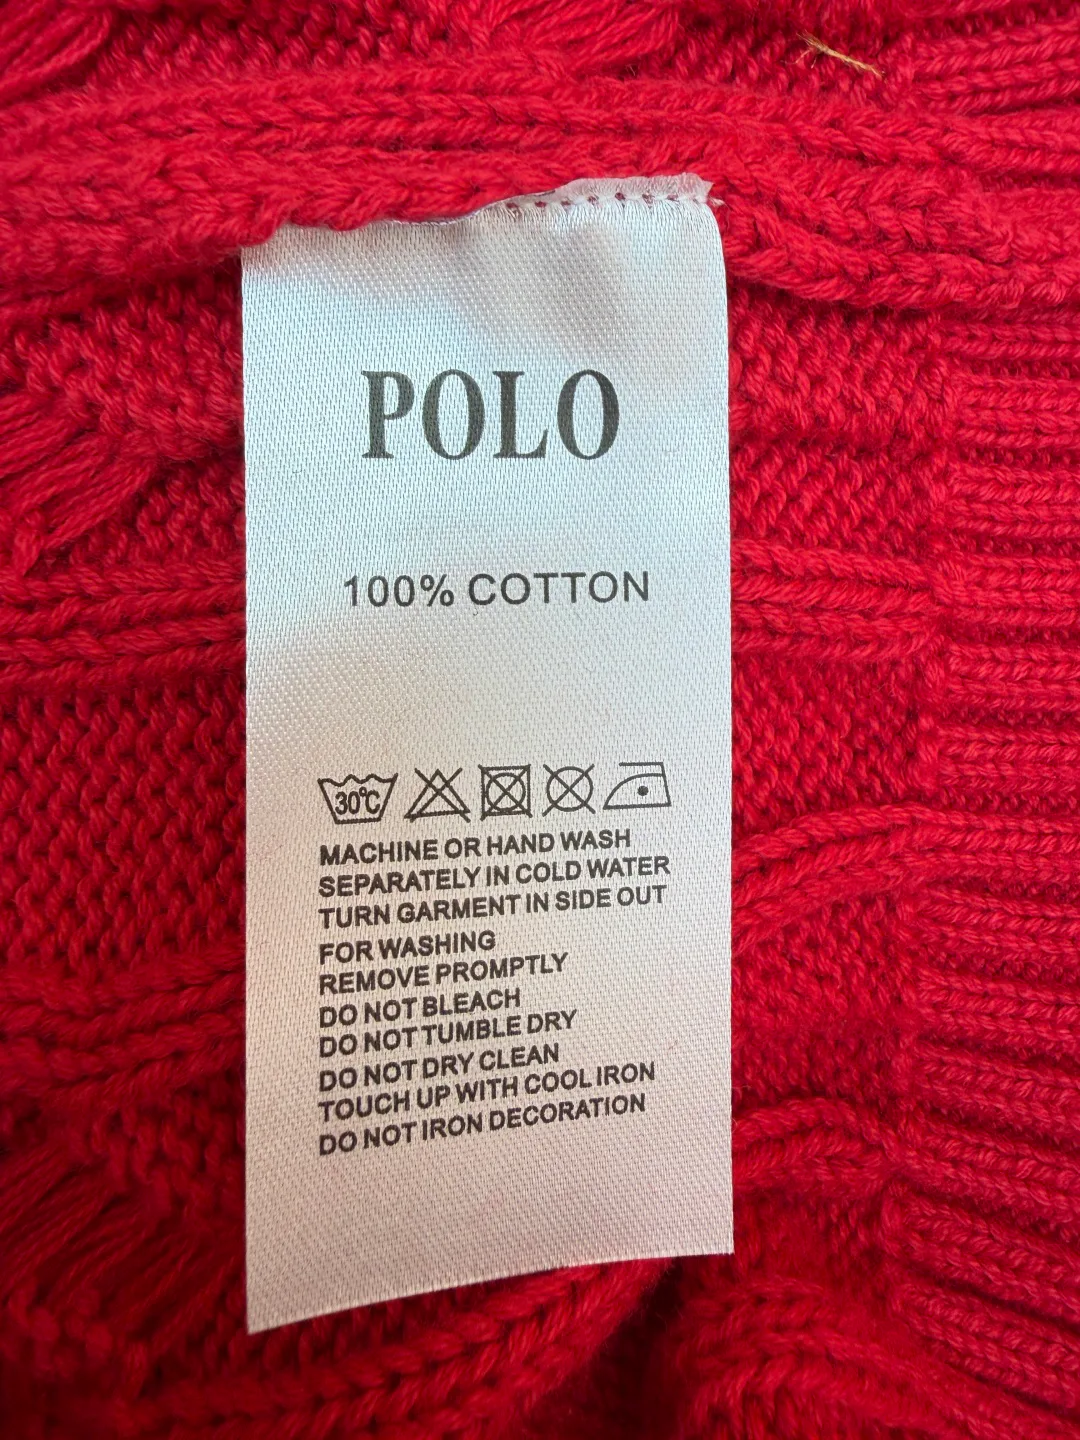 POLO
100% COTTON
30°C
MACHINE OR HAND WASH
SEPARATELY IN COLD WATER
TURN GARMENT IN SIDE OUT
FOR WASHING
REMOVE PROMPTLY
DO NOT BLEACH
DO NOT TUMBLE DRY
DO NOT DRY CLEAN
TOUCH UP WITH COOL IRON
DO NOT IRON DECORATION